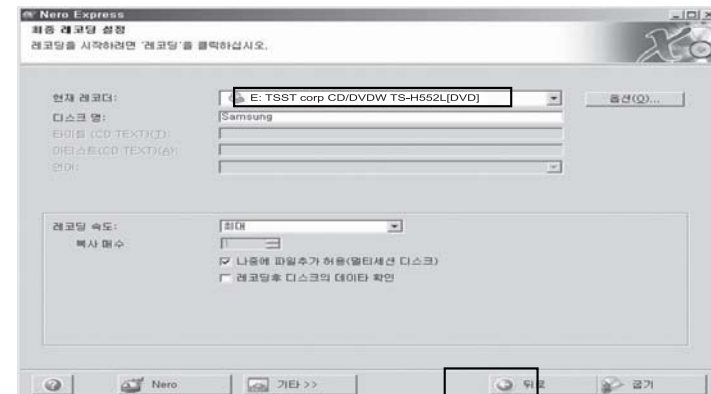 Nero Express
최종 레코딩 설정
레코딩을 시작하려면 '레코딩'을 클릭하십시오.
현재 레코더: E: TSST corp CD/DVDW TS-H552L[DVD] 옵션(O)...
디스크 명: Samsung
타이틀 (CD TEXT)(T):
아티스트(CD TEXT)(A):
언어:
레코딩 속도: 최대
복사 매수 1
나중에 파일추가 허용(멀티세션 디스크)
레코딩후 디스크의 데이타 확인
Nero 기타 >> 뒤로 굽기